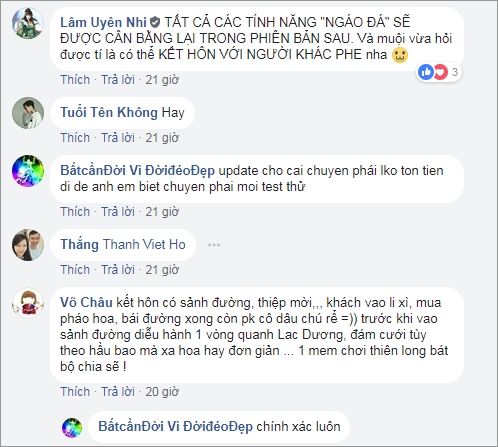 Lâm Uyên Nhi TẤT CẢ CÁC TÍNH NĂNG "NGÁO ĐÁ" SẼ
ĐƯỢC CÂN BẰNG LẠI TRONG PHIÊN BẢN SAU. Và muội vừa hỏi
được tí là có thể KẾT HÔN VỚI NGƯỜI KHÁC PHE nha
3
Thích · Trả lời · 21 giờ
Tuổi Tên Không Hay
Thích · Trả lời · 21 giờ
BấtcầnĐời Vì ĐờiđéoĐẹp update cho cai chuyen phái lko ton tien
di de anh em biet chuyen phai moi test thử
Thích · Trả lời · 21 giờ
Thắng Thanh Viet Ho ...
Thích · Trả lời · 21 giờ
Võ Châu kết hôn có sảnh đường, thiệp mời,,, khách vao li xì, mua
pháo hoa, bái đường xong còn pk cô dâu chú rể =)) trước khi vao
sảnh đường diễu hành 1 vòng quanh Lac Dương, đám cưới tùy
theo hầu bao mà xa hoa hay đơn giản ... 1 mem chơi thiên long bát
bộ chia sẽ !
Thích · Trả lời · 20 giờ
BấtcầnĐời Vì ĐờiđéoĐẹp chính xác luôn